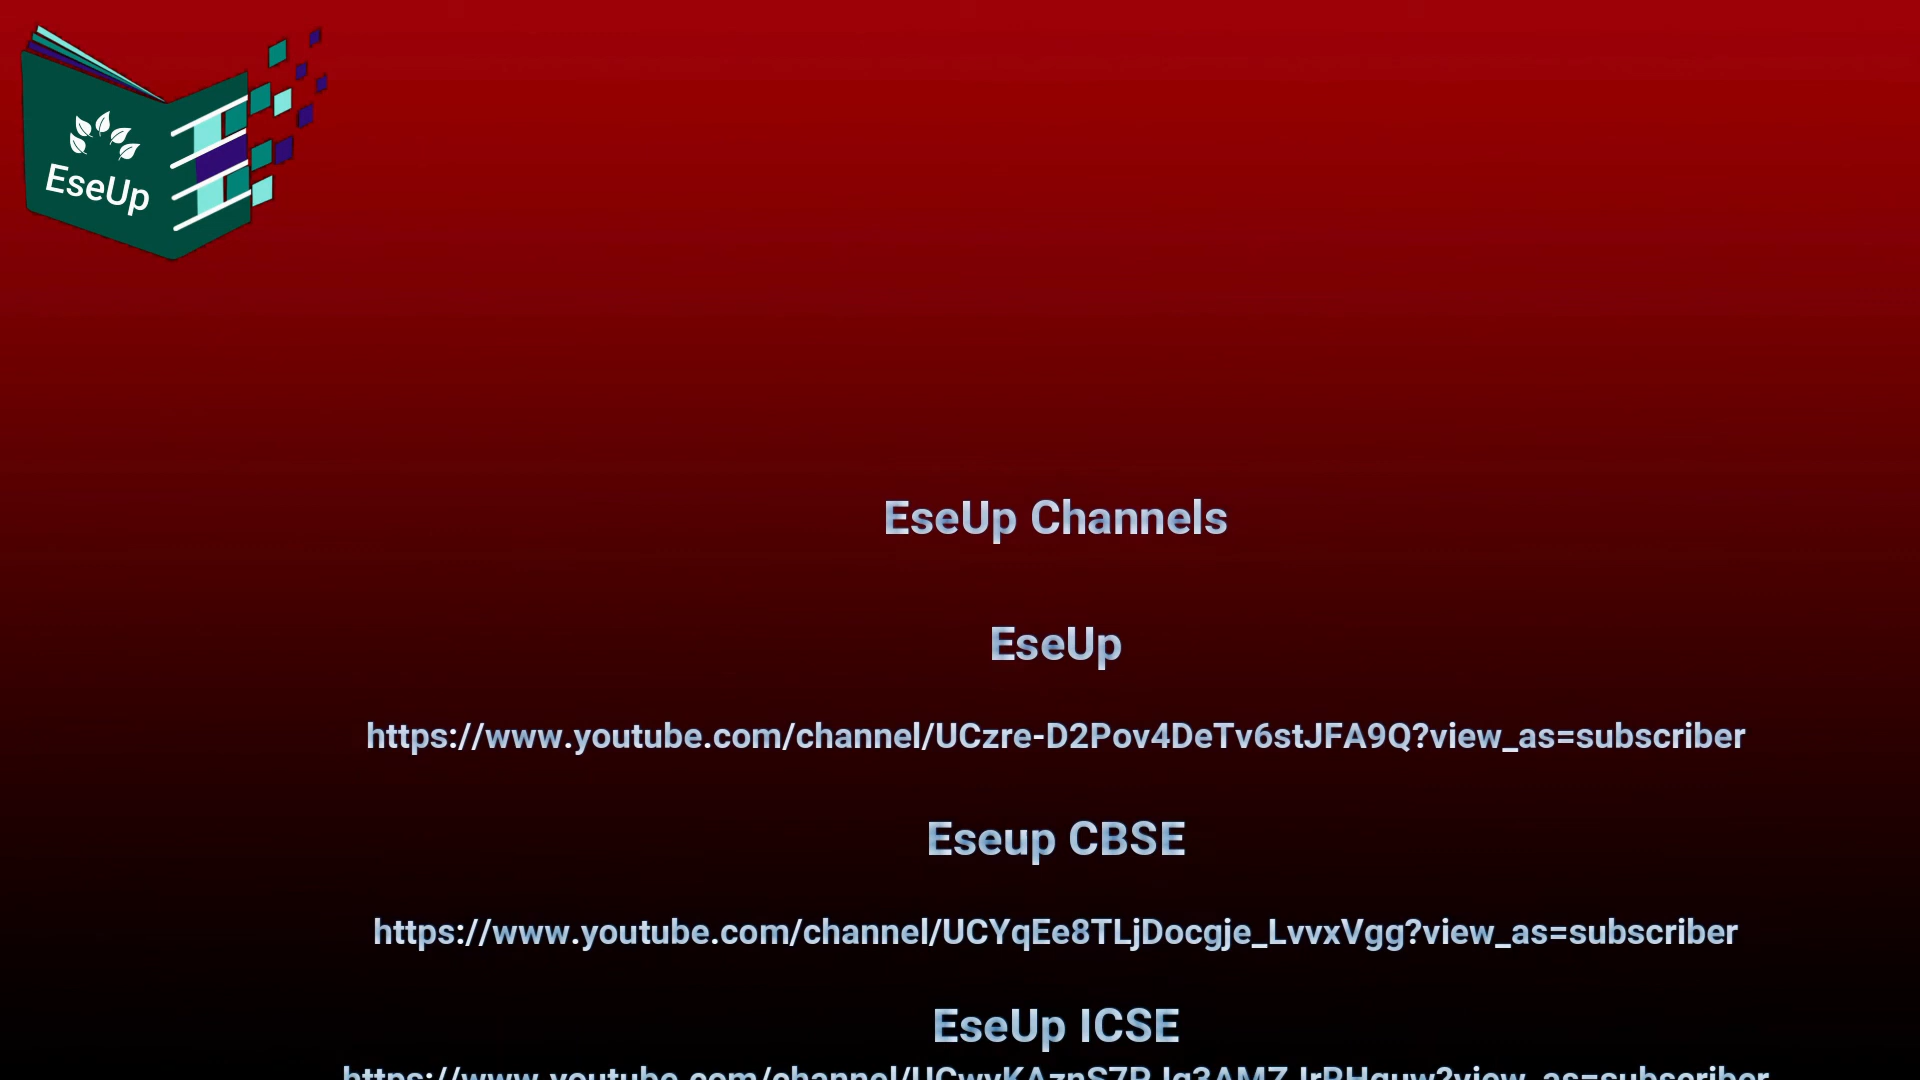 EseUp
EseUp Channels
EseUp
https://www.youtube.com/channel/UCzre-D2Pov4DeTv6stJFA9Q?view_as=subscriber
Eseup CBSE
https://www.youtube.com/channel/UCYqEe8TLjDocgje_LvvxVgg?view_as=subscriber
EseUp ICSE